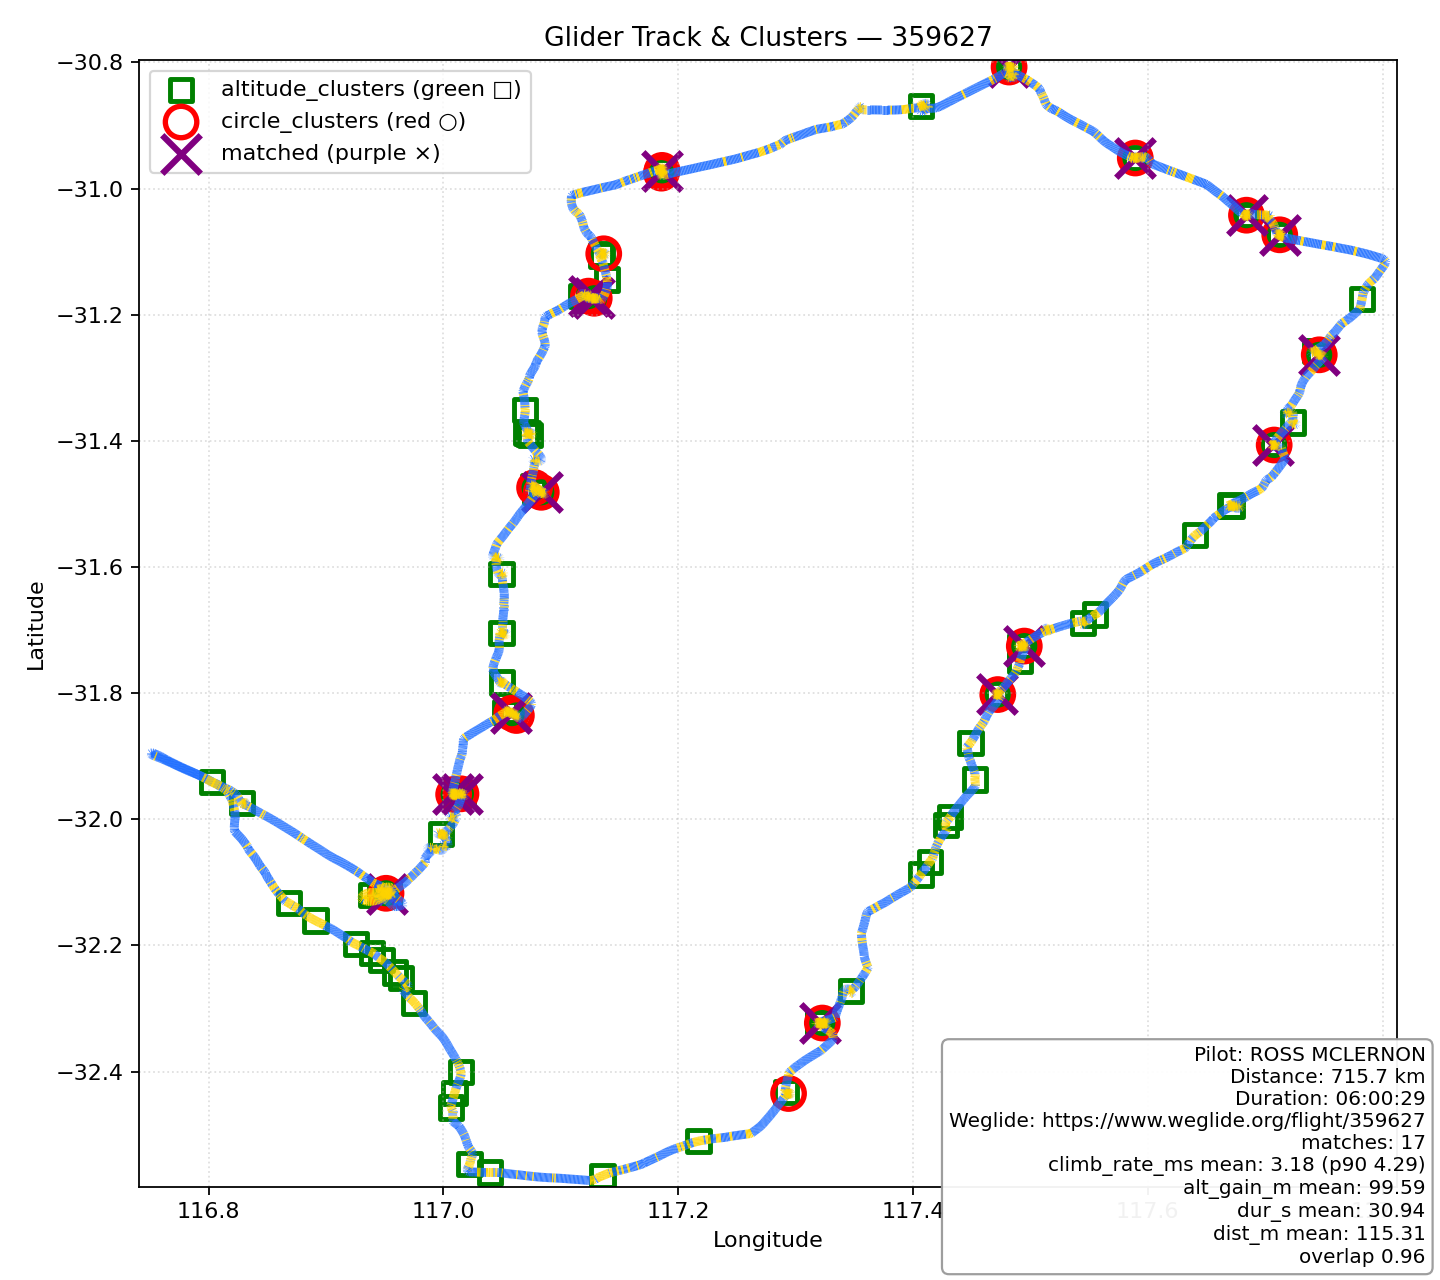 Glider Track & Clusters — 359627
altitude_clusters (green □)
circle_clusters (red ○)
matched (purple ×)
Latitude
−30.8
−31.0
−31.2
−31.4
−31.6
−31.8
−32.0
−32.2
−32.4
116.8
117.0
117.2
117.4
117.6
Longitude
Pilot: ROSS MCLERNON
Distance: 715.7 km
Duration: 06:00:29
Weglide: https://www.weglide.org/flight/359627
matches: 17
climb_rate_ms mean: 3.18 (p90 4.29)
alt_gain_m mean: 99.59
dur_s mean: 30.94
dist_m mean: 115.31
overlap 0.96